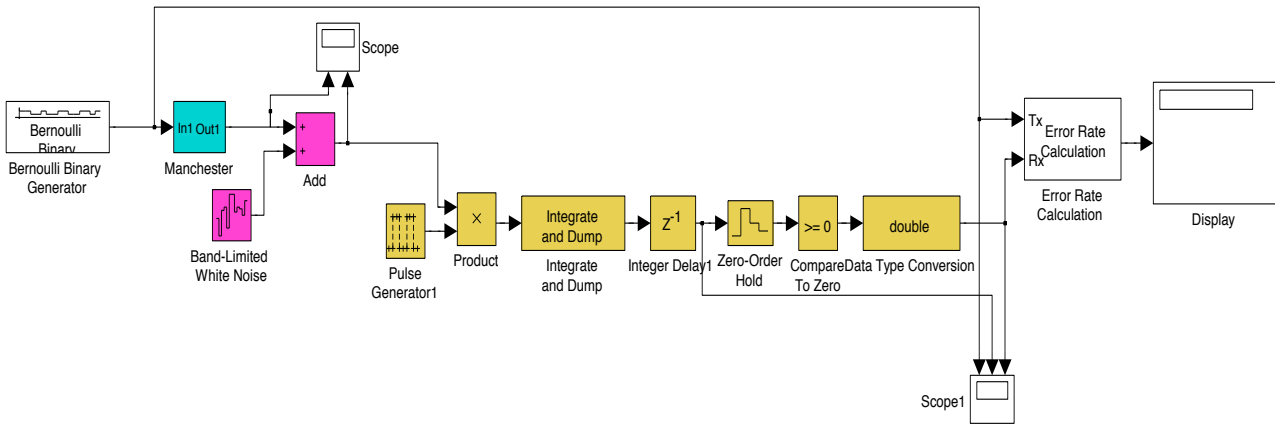 Scope
Bernoulli
Binary
Bernoulli Binary
Generator
In1 Out1
Manchester
+
+
Add
Band-Limited
White Noise
Pulse
Generator1
×
Product
Integrate
and Dump
Integrate
and Dump
Z-1
Integer Delay1
Zero-Order
Hold
>= 0
Compare
To Zero
double
Data Type Conversion
Tx
Rx
Error Rate
Calculation
Error Rate
Calculation
Display
Scope1